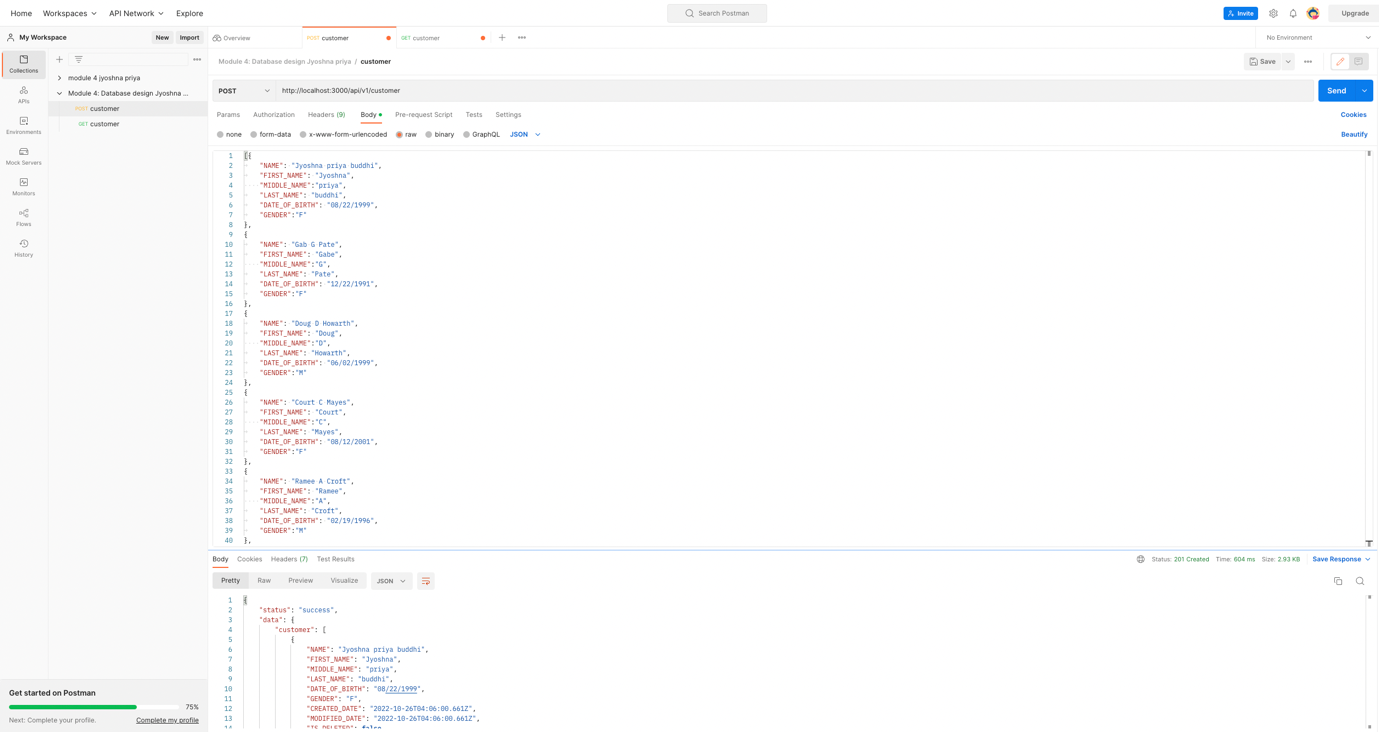 Home Workspaces API Network Explore Search Postman Invite Upgrade
My Workspace New Import Overview POST customer GET customer No Environment
Collections
APIs
Environments
Mock Servers
Monitors
Flows
History
module 4 jyoshna priya
Module 4: Database design Jyoshna ...
POST customer
GET customer
Module 4: Database design Jyoshna priya / customer Save
POST http://localhost:3000/api/v1/customer Send
Params Authorization Headers (9) Body Pre-request Script Tests Settings Cookies
none form-data x-www-form-urlencoded raw binary GraphQL JSON Beautify
1 [{
2 "NAME": "Jyoshna priya buddhi",
3 "FIRST_NAME": "Jyoshna",
4 "MIDDLE_NAME":"priya",
5 "LAST_NAME": "buddhi",
6 "DATE_OF_BIRTH": "08/22/1999",
7 "GENDER":"F"
8 },
9 {
10 "NAME": "Gab G Pate",
11 "FIRST_NAME": "Gabe",
12 "MIDDLE_NAME":"G",
13 "LAST_NAME": "Pate",
14 "DATE_OF_BIRTH": "12/22/1991",
15 "GENDER":"F"
16 },
17 {
18 "NAME": "Doug D Howarth",
19 "FIRST_NAME": "Doug",
20 "MIDDLE_NAME":"D",
21 "LAST_NAME": "Howarth",
22 "DATE_OF_BIRTH": "06/02/1999",
23 "GENDER":"M"
24 },
25 {
26 "NAME": "Court C Mayes",
27 "FIRST_NAME": "Court",
28 "MIDDLE_NAME":"C",
29 "LAST_NAME": "Mayes",
30 "DATE_OF_BIRTH": "08/12/2001",
31 "GENDER":"F"
32 },
33 {
34 "NAME": "Ramee A Croft",
35 "FIRST_NAME": "Ramee",
36 "MIDDLE_NAME":"A",
37 "LAST_NAME": "Croft",
38 "DATE_OF_BIRTH": "02/19/1996",
39 "GENDER":"M"
40 },
Body Cookies Headers (7) Test Results Status: 201 Created Time: 604 ms Size: 2.93 KB Save Response
Pretty Raw Preview Visualize JSON
1 {
2 "status": "success",
3 "data": {
4 "customer": [
5 {
6 "NAME": "Jyoshna priya buddhi",
7 "FIRST_NAME": "Jyoshna",
8 "MIDDLE_NAME": "priya",
9 "LAST_NAME": "buddhi",
10 "DATE_OF_BIRTH": "08/22/1999",
11 "GENDER": "F",
12 "CREATED_DATE": "2022-10-26T04:06:00.661Z",
13 "MODIFIED_DATE": "2022-10-26T04:06:00.661Z",
14 "IS_DELETED": false,
Get started on Postman
75%
Next: Complete your profile. Complete my profile